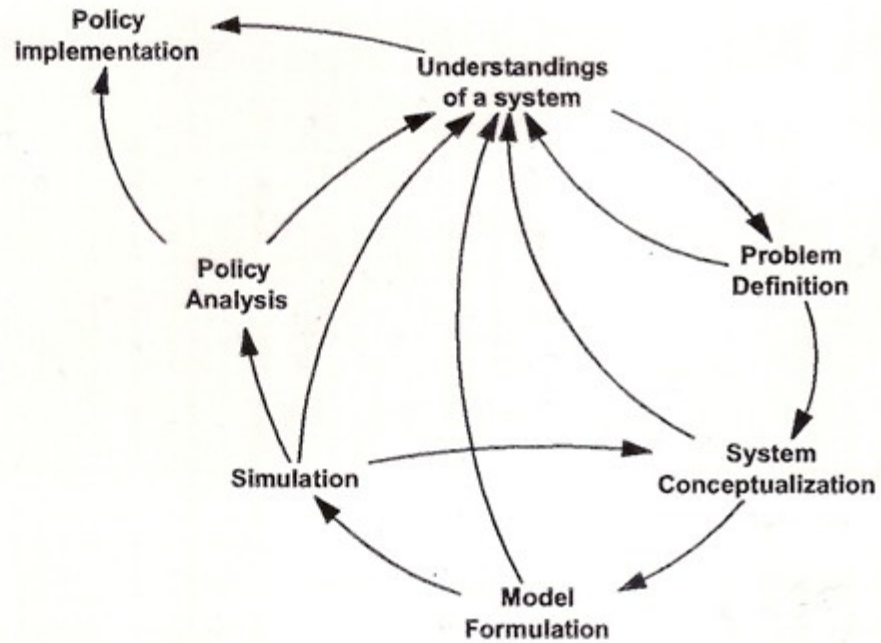 Policy
implementation
Understandings
of a system
Problem
Definition
Policy
Analysis
System
Conceptualization
Simulation
Model
Formulation